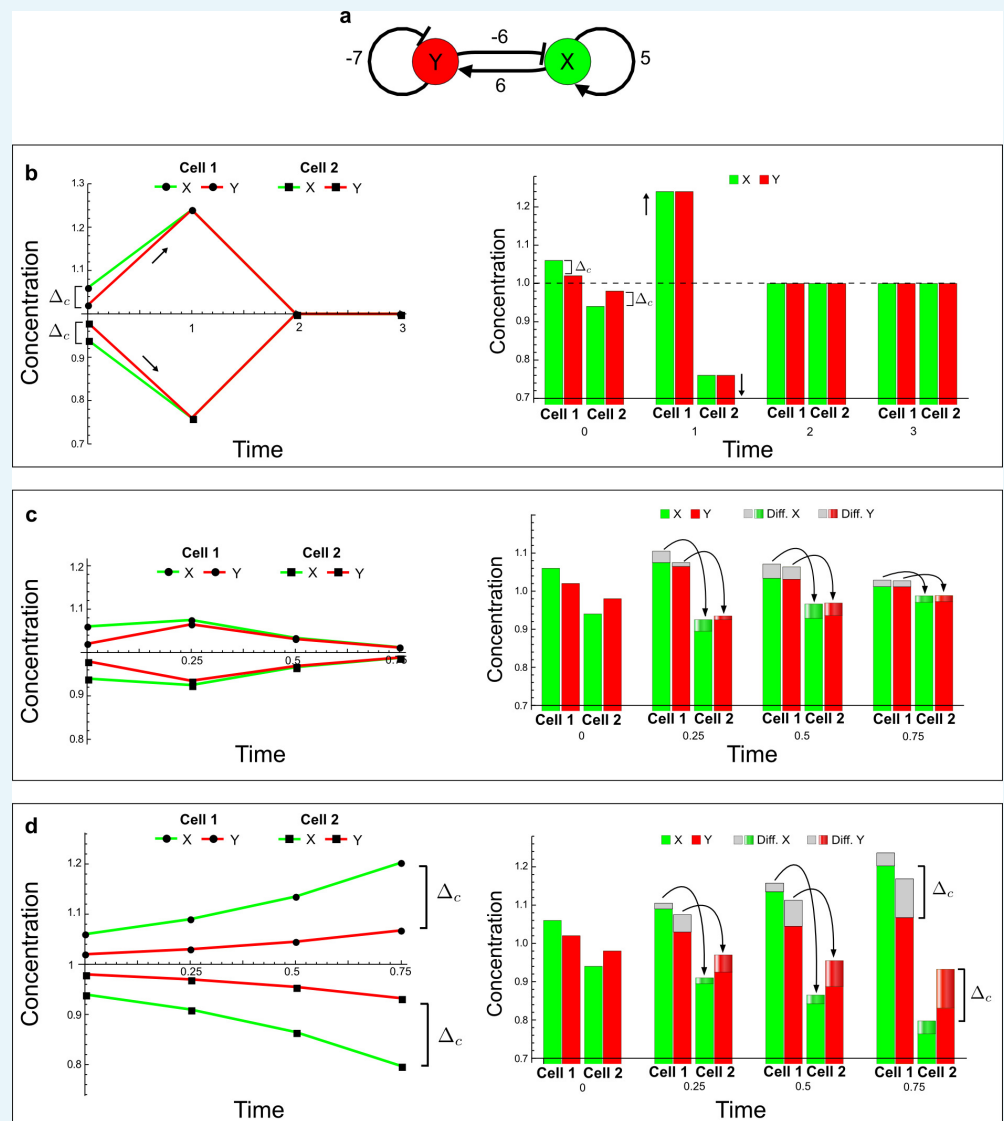 a
-6
-7
Y
X
5
6
b
Cell 1
Cell 2
X
Y
X
Y
1.3
1.2
1.1
0.9
0.8
0.7
Δc
Δc
1
2
3
Concentration
Time
X
Y
1.2
1.1
1.0
0.9
0.8
0.7
Δc
Δc
Cell 1 Cell 2
Cell 1 Cell 2
Cell 1 Cell 2
Cell 1 Cell 2
0
1
2
3
Concentration
Time
c
Cell 1
Cell 2
X
Y
X
Y
1.2
1.1
0.9
0.8
0.25
0.5
0.75
Concentration
Time
X
Y
Diff. X
Diff. Y
1.2
1.1
1.0
0.9
0.8
0.7
Cell 1 Cell 2
Cell 1 Cell 2
Cell 1 Cell 2
Cell 1 Cell 2
0
0.25
0.5
0.75
Concentration
Time
d
Cell 1
Cell 2
X
Y
X
Y
1.2
1.1
1
0.9
0.8
0.25
0.5
0.75
Δc
Δc
Concentration
Time
X
Y
Diff. X
Diff. Y
1.2
1.1
1.0
0.9
0.8
0.7
Δc
Δc
Cell 1 Cell 2
Cell 1 Cell 2
Cell 1 Cell 2
Cell 1 Cell 2
0
0.25
0.5
0.75
Concentration
Time